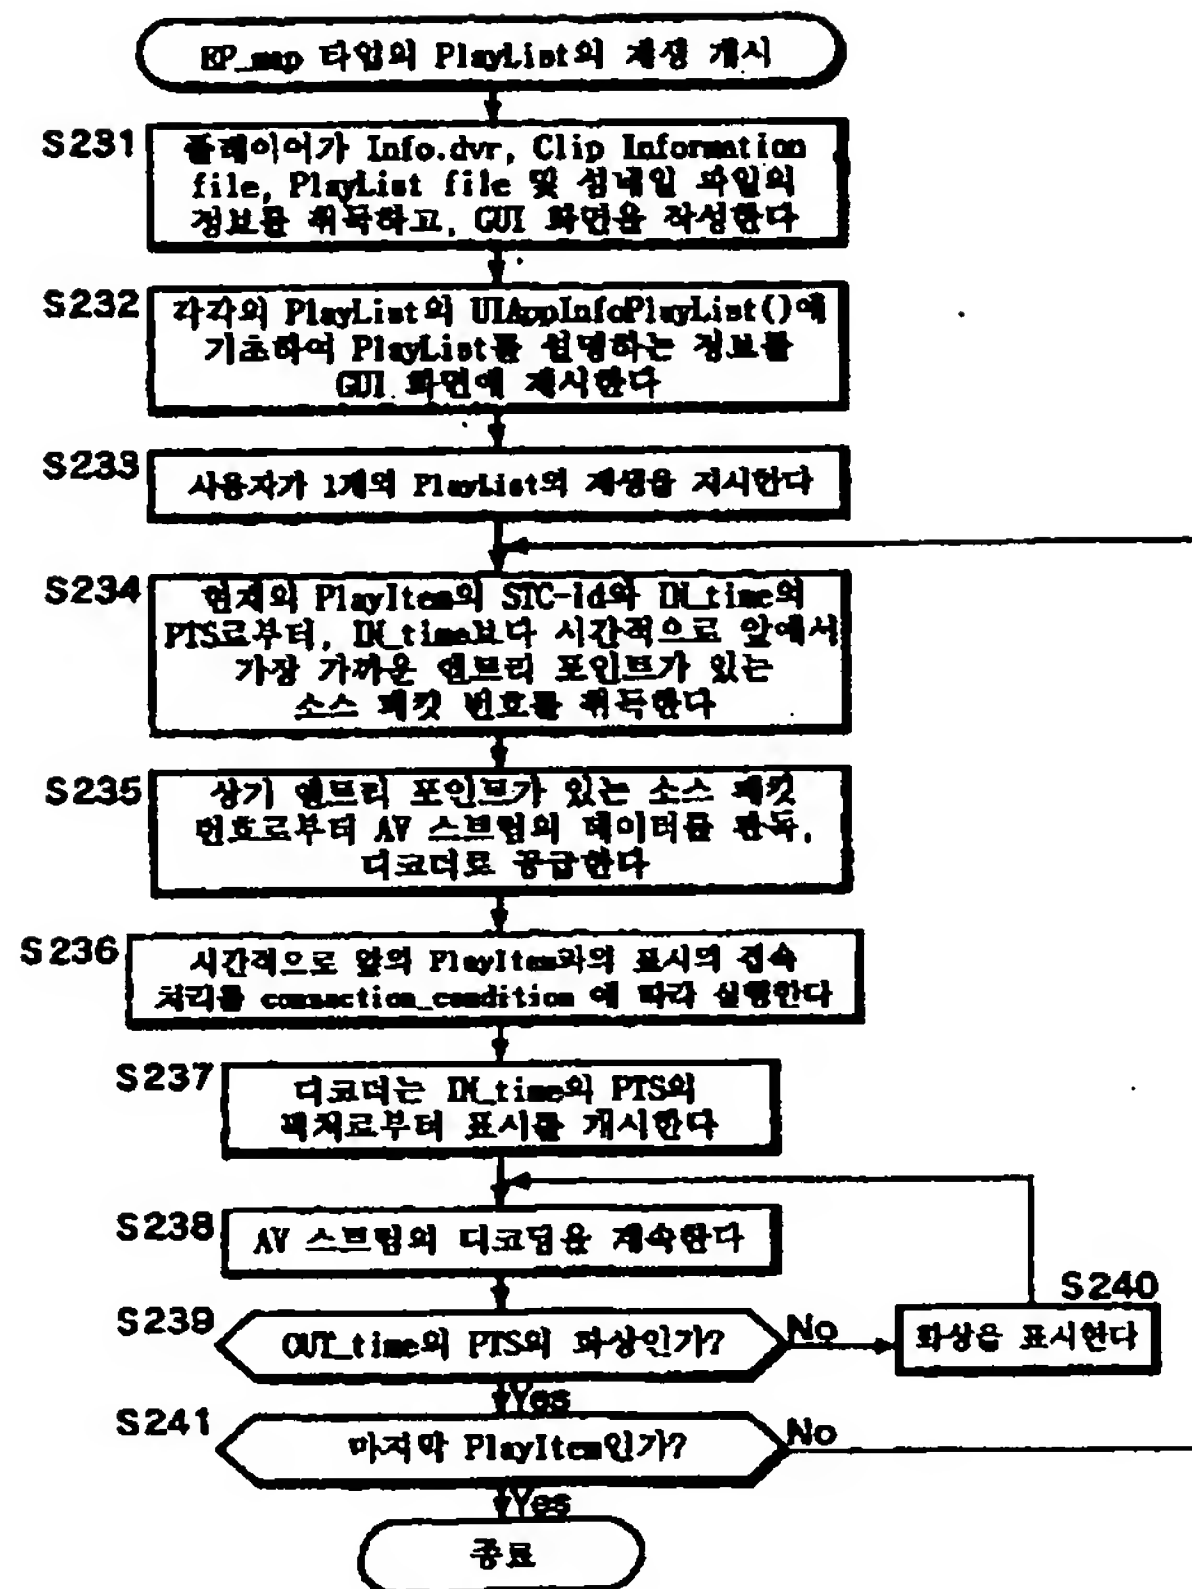 EP_map 타입의 PlayList의 재생 개시
S231
플레이어가 Info.dvr, Clip Information
file, PlayList file 및 섬네일 파일의
정보를 취득하고, GUI 화면을 작성한다
S232
각각의 PlayList의 UIAppInfoPlayList()에
기초하여 PlayList를 설명하는 정보를
GUI 화면에 제시한다
S233
사용자가 1개의 PlayList의 재생을 지시한다
S234
현재의 PlayItem의 STC-id와 IN_time의
PTS로부터, IN_time보다 시간적으로 앞에서
가장 가까운 엔트리 포인트가 있는
소스 패킷 번호를 취득한다
S235
상기 엔트리 포인트가 있는 소스 패킷
번호로부터 AV 스트림의 데이터를 판독,
디코더로 공급한다
S236
시간적으로 앞의 PlayItem과의 표시의 접속
처리를 connection_condition 에 따라 실행한다
S237
디코더는 IN_time의 PTS의
픽처로부터 표시를 개시한다
S238
AV 스트림의 디코딩을 계속한다
S239
OUT_time의 PTS의 화상인가?
No
S240
화상을 표시한다
Yes
S241
마지막 PlayItem인가?
No
Yes
종료